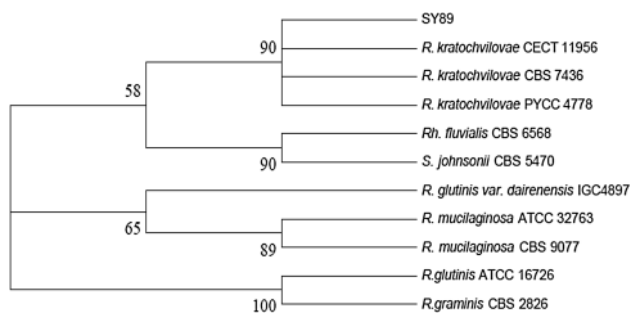 SY89
90
R. kratochvilovae CECT 11956
R. kratochvilovae CBS 7436
58
R. kratochvilovae PYCC 4778
Rh. fluvialis CBS 6568
90
S. johnsonii CBS 5470
R. glutinis var. dairenensis IGC4897
65
R. mucilaginosa ATCC 32763
89
R. mucilaginosa CBS 9077
R.glutinis ATCC 16726
100
R.graminis CBS 2826